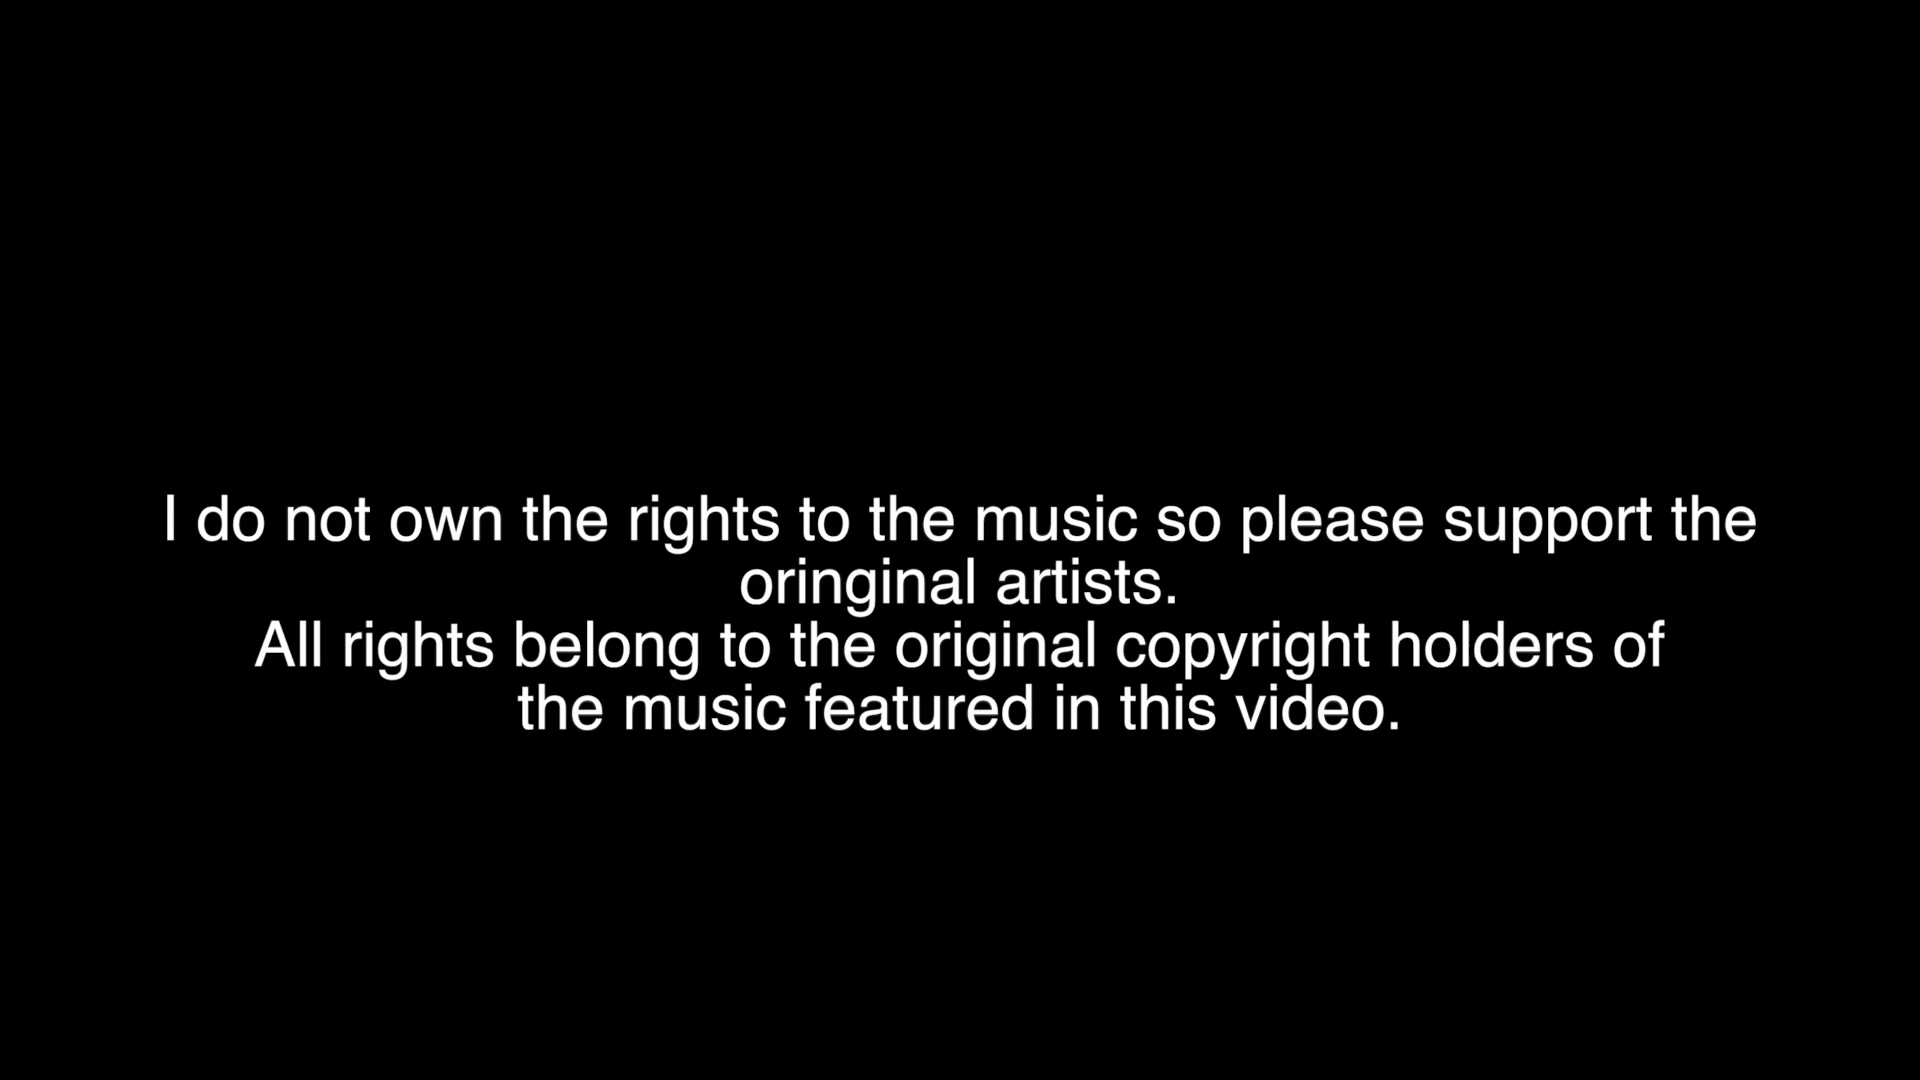 I do not own the rights to the music so please support the
oringinal artists.
All rights belong to the original copyright holders of
the music featured in this video.